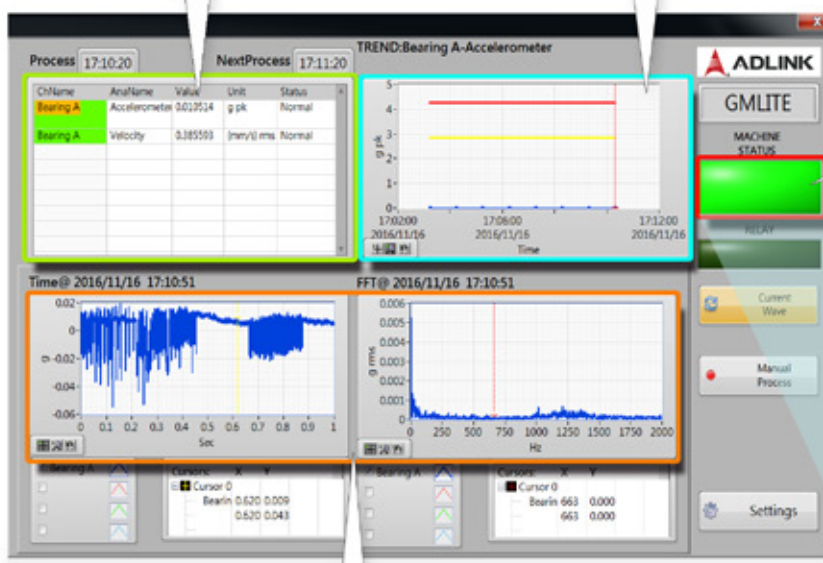 Process 17:10:20 NextProcess 17:11:20
ChName AnaName Value Unit Status
Bearing A Accelerometer 0.010514 g pk Normal
Bearing A Velocity 0.385593 (mm/s) rms Normal
TREND:Bearing A-Accelerometer
g pk
5
4
3
2
1
0
17:02:00 17:06:00 17:12:00
2016/11/16 2016/11/16 2016/11/16
Time
ADLINK
GMLITE
MACHINE
STATUS
RELAY
Current
Wave
Manual
Process
Settings
Time@ 2016/11/16 17:10:51
g
0.02
0
-0.02
-0.04
-0.06
0 0.1 0.2 0.3 0.4 0.5 0.6 0.7 0.8 0.9 1
Sec
FFT@ 2016/11/16 17:10:51
g rms
0.006
0.005
0.004
0.003
0.002
0.001
0
0 250 500 750 1000 1250 1500 1750 2000
Hz
Bearing A
Cursors: X Y
Cursor 0
Bearin 0.620 0.009
0.620 0.043
Bearing A
Cursors: X Y
Cursor 0
Bearin 663 0.000
663 0.000